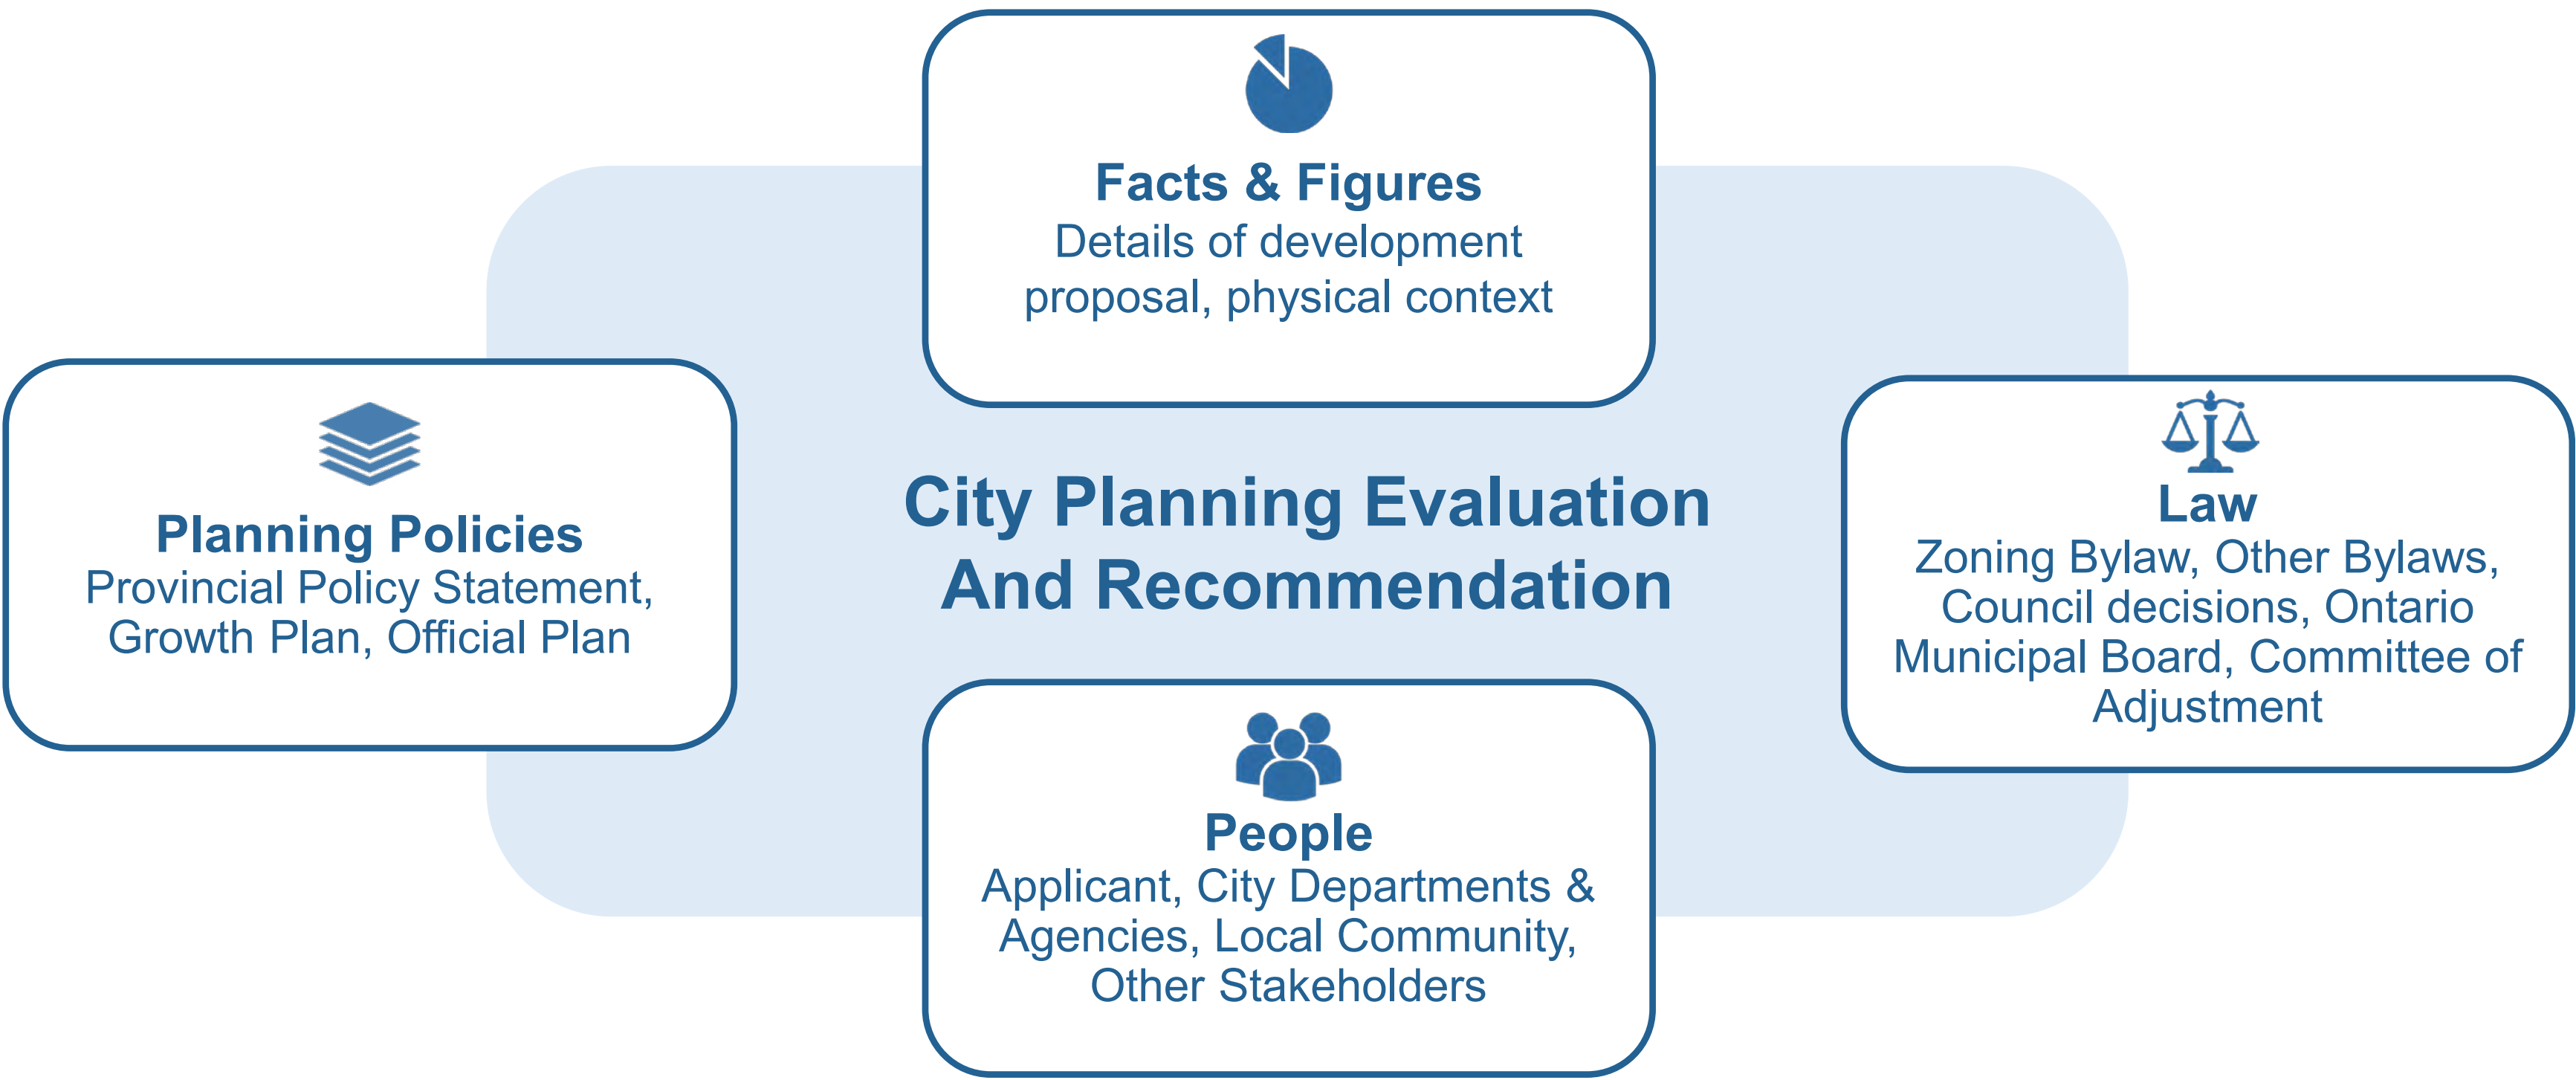 Facts & Figures
Details of development
proposal, physical context
Planning Policies
Provincial Policy Statement,
Growth Plan, Official Plan
City Planning Evaluation
And Recommendation
Law
Zoning Bylaw, Other Bylaws,
Council decisions, Ontario
Municipal Board, Committee of
Adjustment
People
Applicant, City Departments &
Agencies, Local Community,
Other Stakeholders